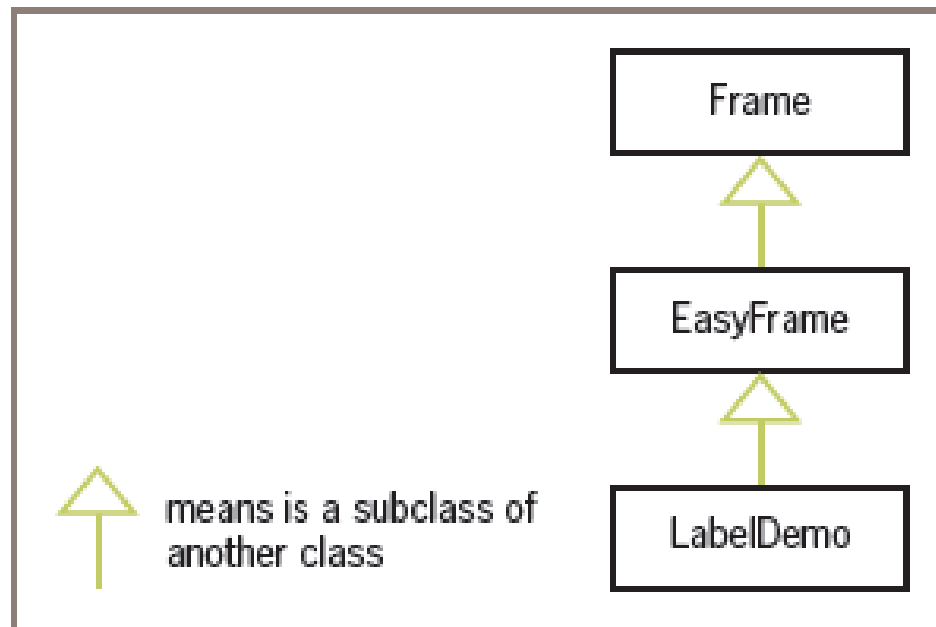 Frame
EasyFrame
LabelDemo
means is a subclass of
another class